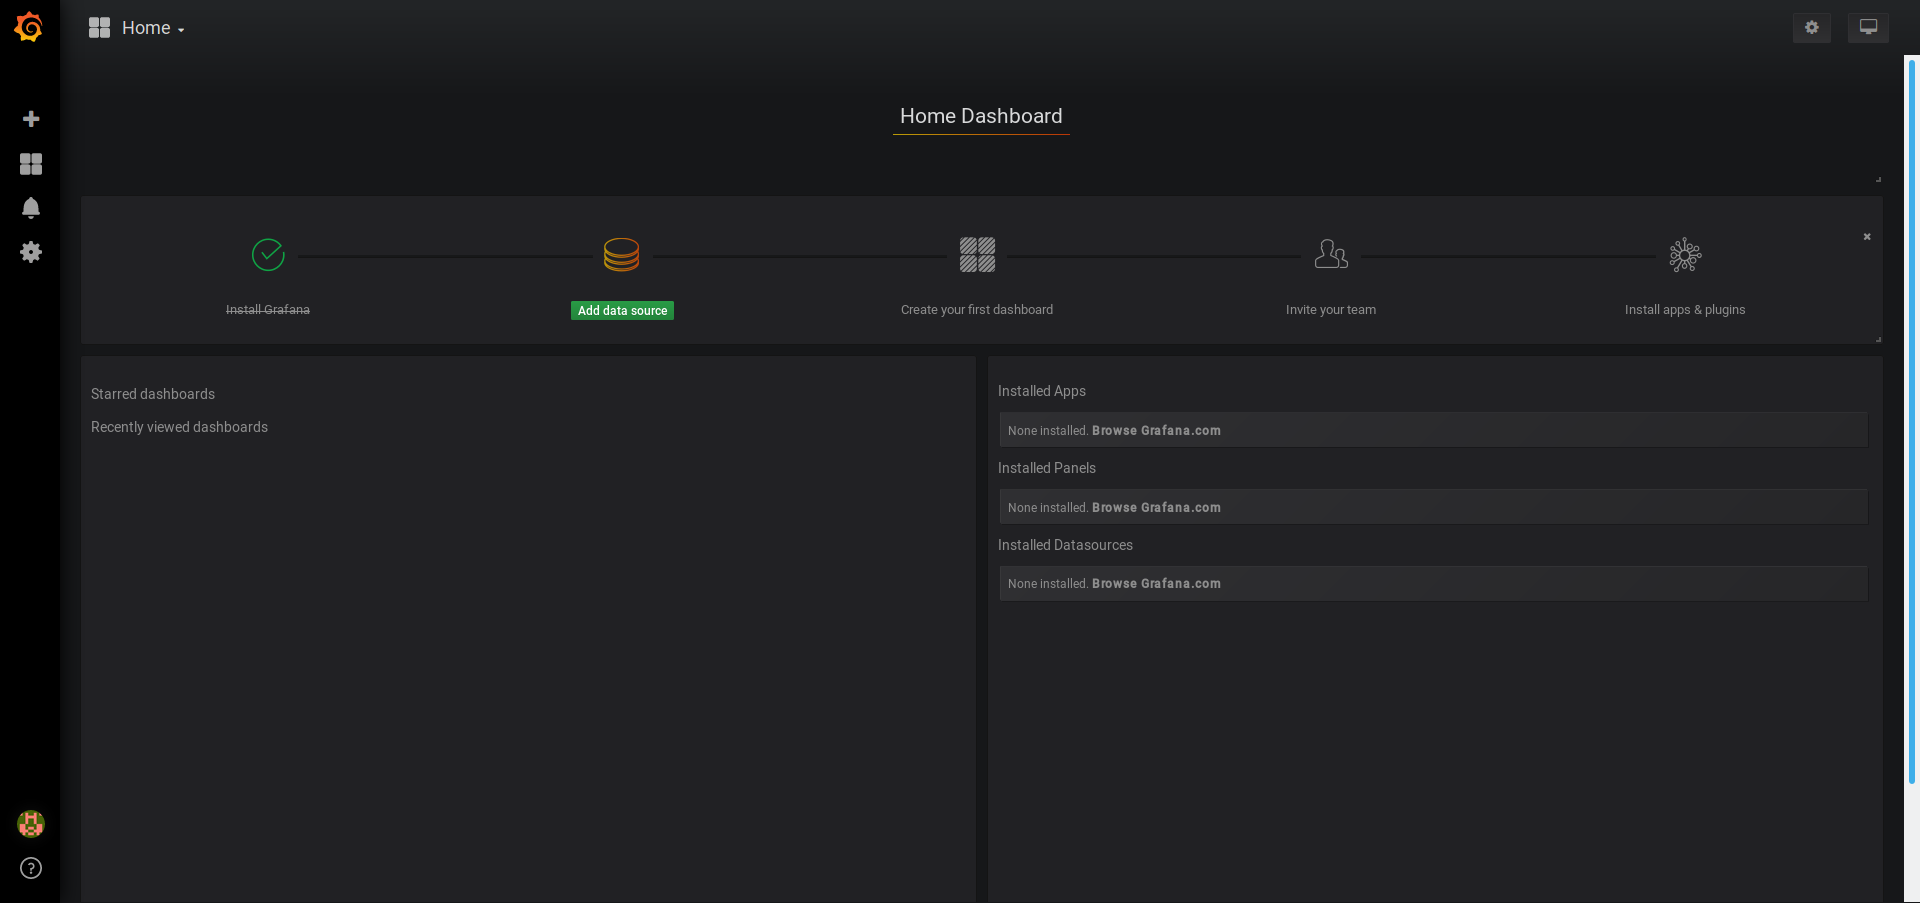 Home
Home Dashboard
Install Grafana
Add data source
Create your first dashboard
Invite your team
Install apps & plugins
Starred dashboards
Recently viewed dashboards
Installed Apps
None installed. Browse Grafana.com
Installed Panels
None installed. Browse Grafana.com
Installed Datasources
None installed. Browse Grafana.com